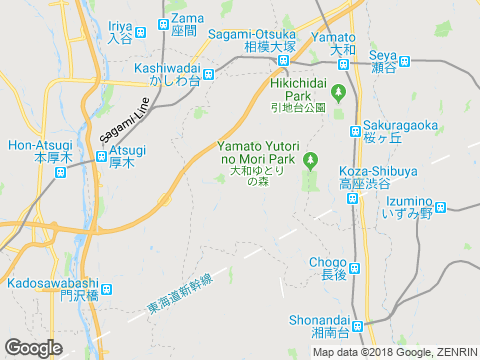 Iriya
入谷
Zama
座間
Sagami-Otsuka
相模大塚
Yamato
大和
Seya
瀬谷
Kashiwadai
かしわ台
Hikichidai
Park
引地台公園
Sagami-Line
Sakuragaoka
桜ヶ丘
Hon-Atsugi
本厚木
Atsugi
厚木
Yamato Yutori
no Mori Park
大和ゆとり
の森
Koza-Shibuya
高座渋谷
Izumino
いずみ野
Chogo
長後
Kadosawabashi
門沢橋
東海道新幹線
Shonandai
湘南台
Google
Map data ©2018 Google, ZENRIN